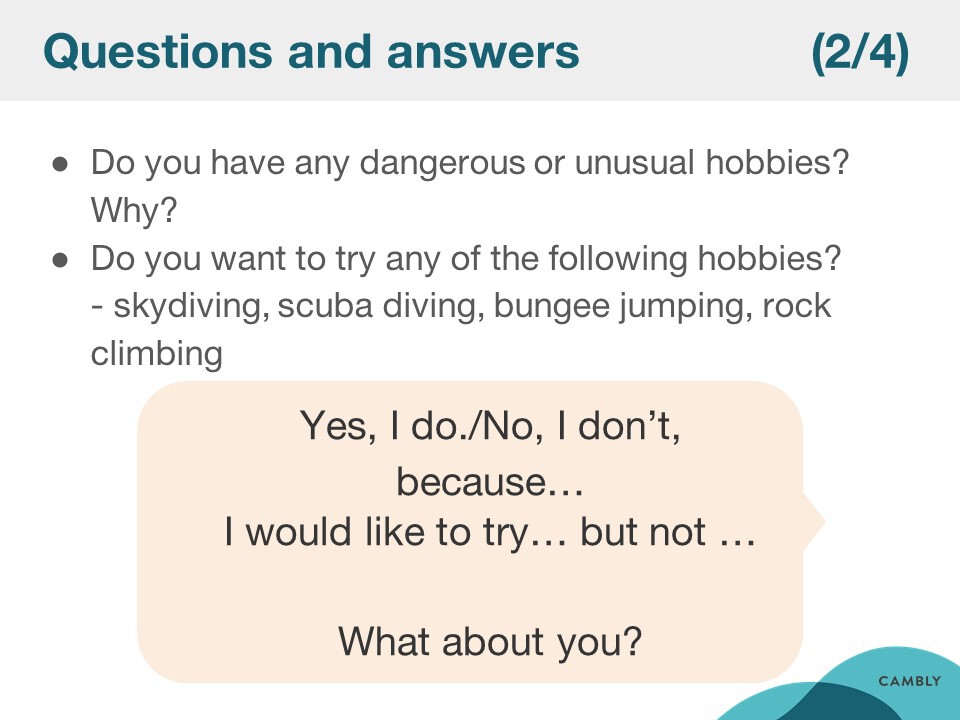 Questions and answers (2/4)
● Do you have any dangerous or unusual hobbies?
Why?
● Do you want to try any of the following hobbies?
- skydiving, scuba diving, bungee jumping, rock
climbing
Yes, I do./No, I don’t,
because…
I would like to try… but not …
What about you?
CAMBLY